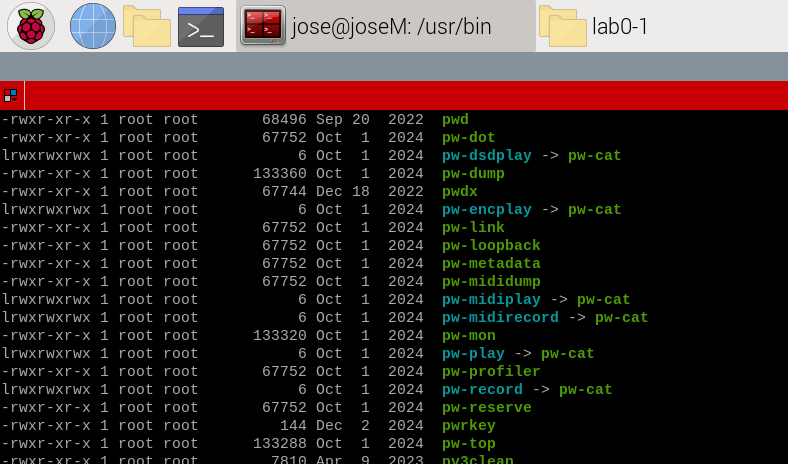 >_ jose@joseM: /usr/bin lab0-1
-rwxr-xr-x 1 root root 68496 Sep 20 2022 pwd
-rwxr-xr-x 1 root root 67752 Oct 1 2024 pw-dot
lrwxrwxrwx 1 root root 6 Oct 1 2024 pw-dsdplay -> pw-cat
-rwxr-xr-x 1 root root 133360 Oct 1 2024 pw-dump
-rwxr-xr-x 1 root root 67744 Dec 18 2022 pwdx
lrwxrwxrwx 1 root root 6 Oct 1 2024 pw-encplay -> pw-cat
-rwxr-xr-x 1 root root 67752 Oct 1 2024 pw-link
-rwxr-xr-x 1 root root 67752 Oct 1 2024 pw-loopback
-rwxr-xr-x 1 root root 67752 Oct 1 2024 pw-metadata
-rwxr-xr-x 1 root root 67752 Oct 1 2024 pw-mididump
lrwxrwxrwx 1 root root 6 Oct 1 2024 pw-midiplay -> pw-cat
lrwxrwxrwx 1 root root 6 Oct 1 2024 pw-midirecord -> pw-cat
-rwxr-xr-x 1 root root 133320 Oct 1 2024 pw-mon
lrwxrwxrwx 1 root root 6 Oct 1 2024 pw-play -> pw-cat
-rwxr-xr-x 1 root root 67752 Oct 1 2024 pw-profiler
lrwxrwxrwx 1 root root 6 Oct 1 2024 pw-record -> pw-cat
-rwxr-xr-x 1 root root 67752 Oct 1 2024 pw-reserve
-rwxr-xr-x 1 root root 144 Dec 2 2024 pwrkey
-rwxr-xr-x 1 root root 133288 Oct 1 2024 pw-top
-rwxr-xr-x 1 root root 7810 Apr 9 2023 py3clean